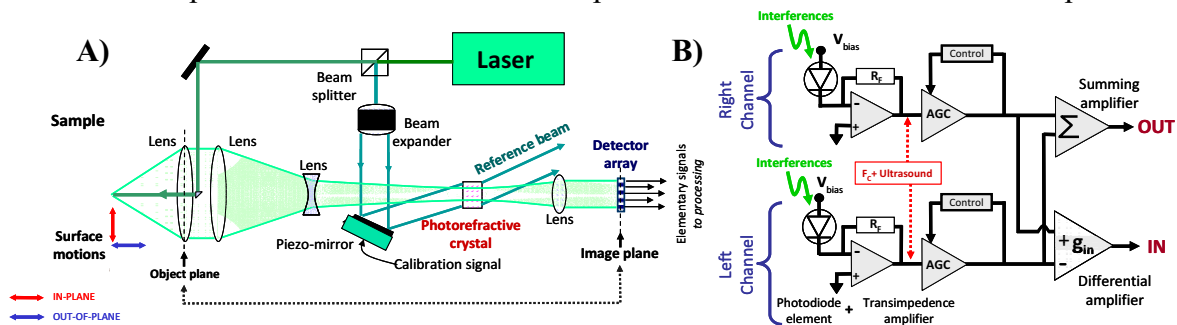 A)
Laser
Beam
splitter
Sample
Lens
Lens
Beam
expander
Lens
Reference beam
Detector
array
Elementary signals
to processing
Photorefractive
crystal
Lens
Surface
motions
Piezo-mirror
Calibration signal
Object plane
Image plane
IN-PLANE
OUT-OF-PLANE
B)
Interferences
V bias
Right
Channel
R F
Control
-
+
AGC
Summing
amplifier
Σ
OUT
Interferences
V bias
F C + Ultrasound
Left
Channel
R F
Control
-
+
AGC
+ g in
-
IN
Photodiode
element
+
Transimpedence
amplifier
Differential
amplifier